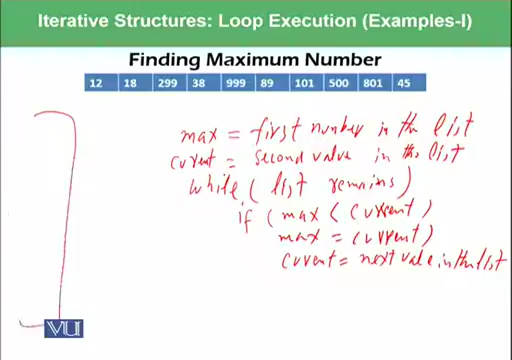 Iterative Structures: Loop Execution (Examples-I)
Finding Maximum Number
12 18 299 38 999 89 101 500 801 45
max = first number in the list
current = second value in the list
while ( list remains )
if ( max < current )
max = current )
current = next value in the list
VU